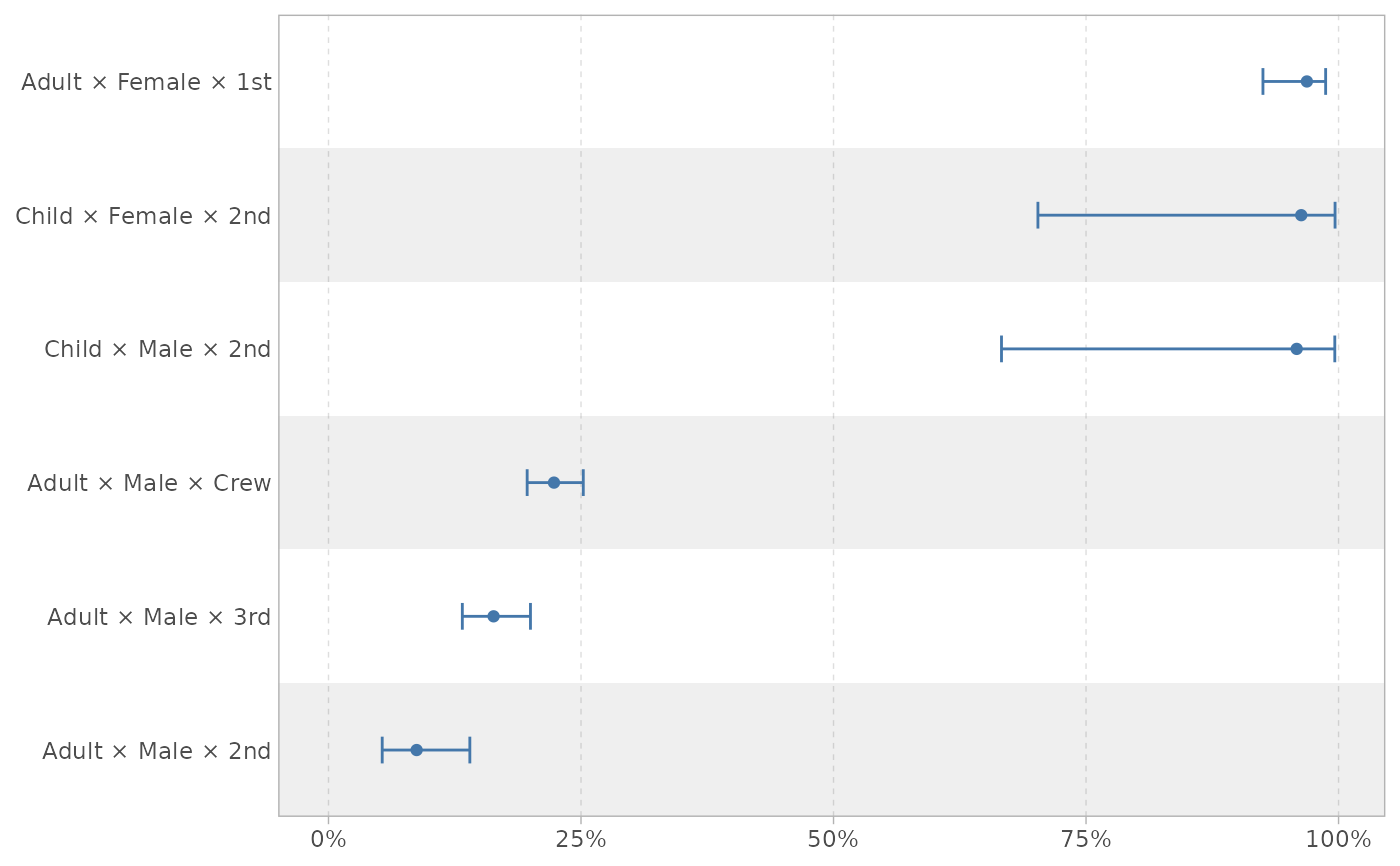 Adult × Female × 1st
Child × Female × 2nd
Child × Male × 2nd
Adult × Male × Crew
Adult × Male × 3rd
Adult × Male × 2nd
0% 25% 50% 75% 100%